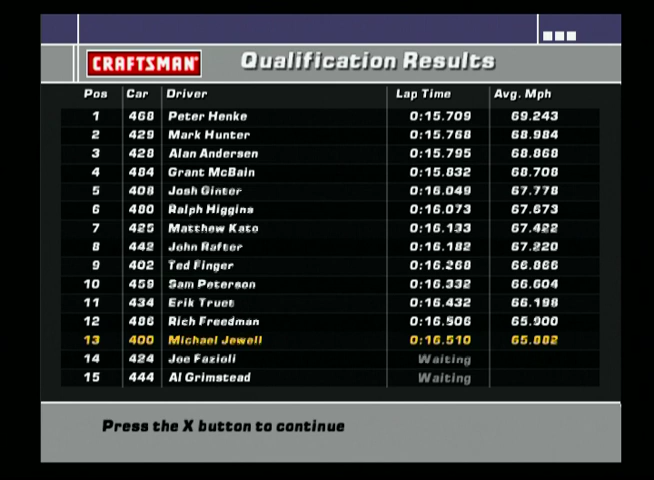 CRAFTSMAN Qualification Results
Pos Car Driver Lap Time Avg. Mph
1 468 Peter Henke 0:15.709 69.243
2 429 Mark Hunter 0:15.768 68.984
3 428 Alan Andersen 0:15.795 68.868
4 484 Grant McBain 0:15.832 68.708
5 408 Josh Ginter 0:16.049 67.778
6 480 Ralph Higgins 0:16.073 67.673
7 425 Matthew Kato 0:16.133 67.422
8 442 John Rafter 0:16.182 67.220
9 402 Ted Finger 0:16.268 66.866
10 459 Sam Peterson 0:16.332 66.604
11 434 Erik Truet 0:16.432 66.198
12 486 Rich Freedman 0:16.506 65.900
13 400 Michael Jewell 0:16.510 65.882
14 424 Joe Fazioli Waiting
15 444 Al Grimstead Waiting
Press the X button to continue